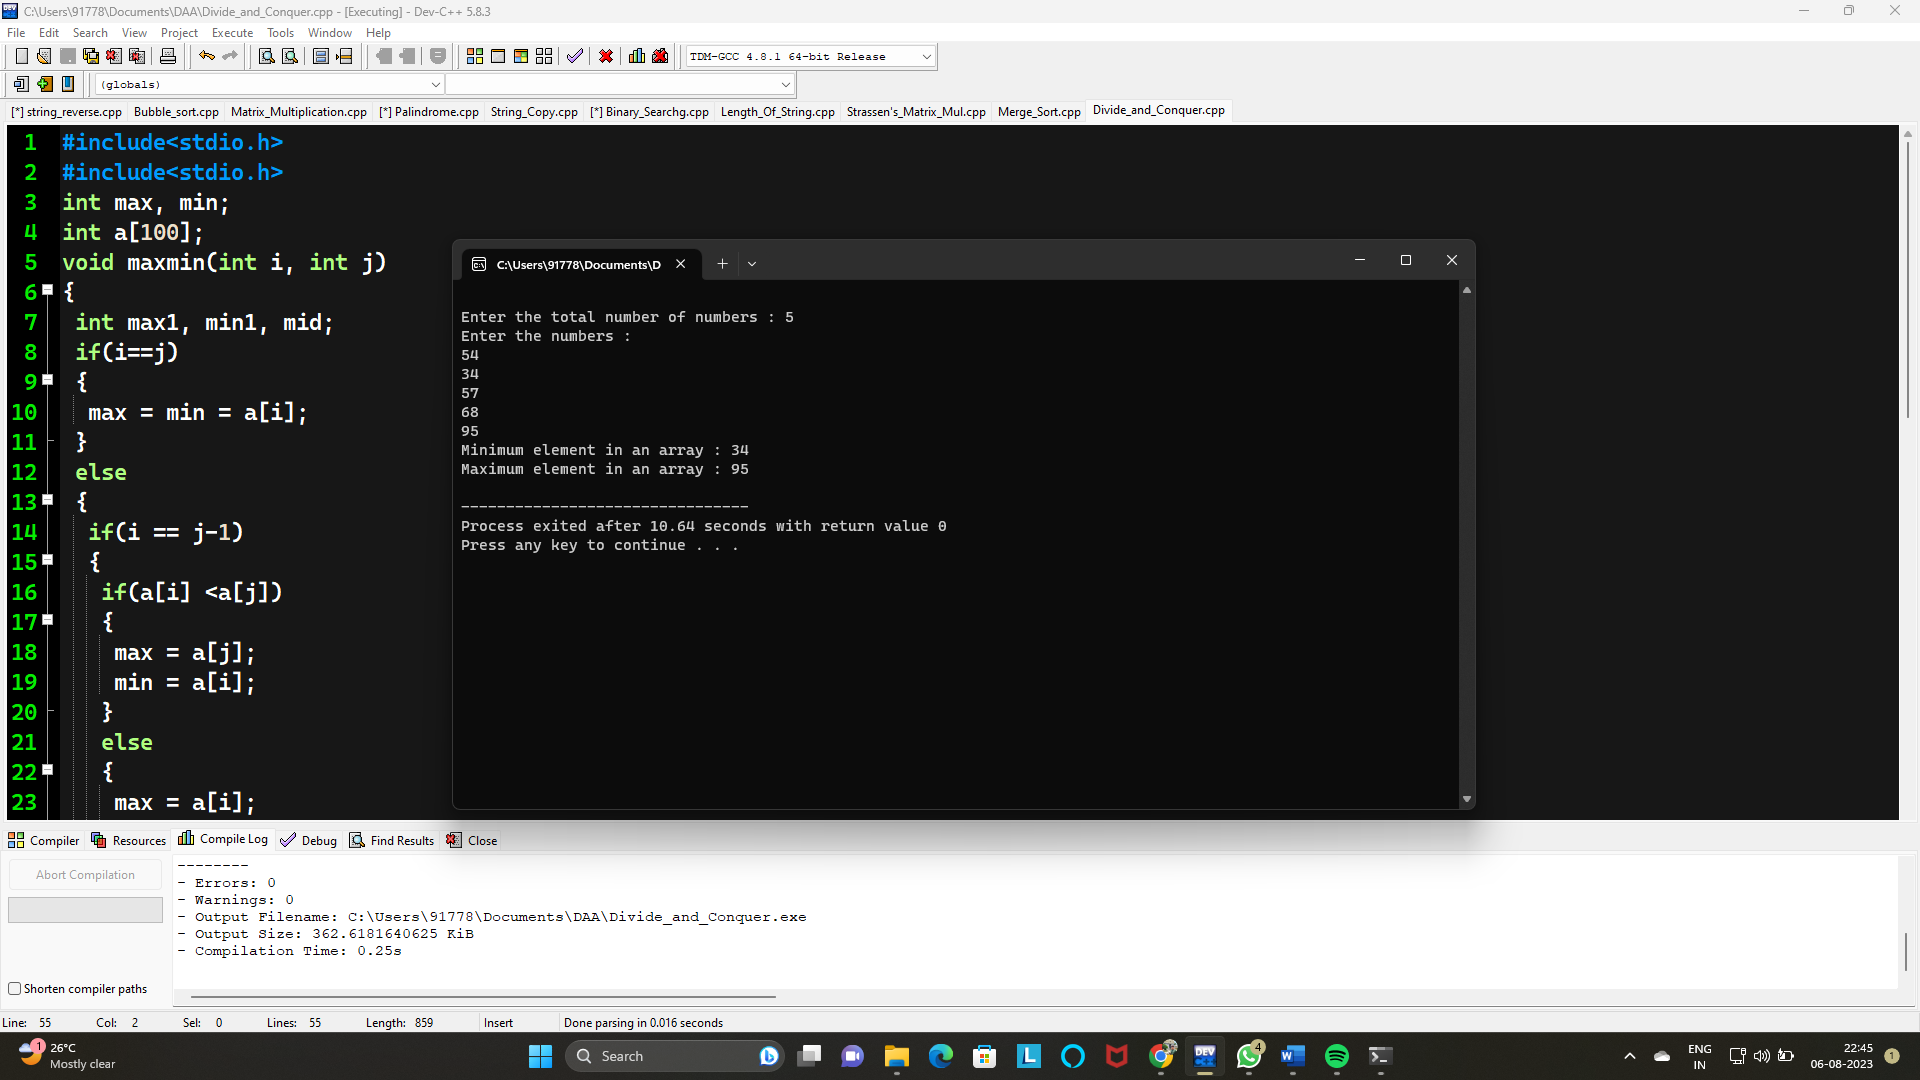 C:\Users\91778\Documents\DAA\Divide_and_Conquer.cpp - [Executing] - Dev-C++ 5.8.3
File Edit Search View Project Execute Tools Window Help
TDM-GCC 4.8.1 64-bit Release
(globals)
[*] string_reverse.cpp Bubble_sort.cpp Matrix_Multiplication.cpp [*] Palindrome.cpp String_Copy.cpp [*] Binary_Searchg.cpp Length_Of_String.cpp Strassen's_Matrix_Mul.cpp Merge_Sort.cpp Divide_and_Conquer.cpp
1 #include<stdio.h>
2 #include<stdio.h>
3 int max, min;
4 int a[100];
5 void maxmin(int i, int j)
6 {
7 int max1, min1, mid;
8 if(i==j)
9 {
10 max = min = a[i];
11 }
12 else
13 {
14 if(i == j-1)
15 {
16 if(a[i] <a[j])
17 {
18 max = a[j];
19 min = a[i];
20 }
21 else
22 {
23 max = a[i];
C:\Users\91778\Documents\D
Enter the total number of numbers : 5
Enter the numbers :
54
34
57
68
95
Minimum element in an array : 34
Maximum element in an array : 95
--------------------------------
Process exited after 10.64 seconds with return value 0
Press any key to continue . . .
Compiler Resources Compile Log Debug Find Results Close
Abort Compilation
Shorten compiler paths
--------
- Errors: 0
- Warnings: 0
- Output Filename: C:\Users\91778\Documents\DAA\Divide_and_Conquer.exe
- Output Size: 362.6181640625 KiB
- Compilation Time: 0.25s
Line: 55 Col: 2 Sel: 0 Lines: 55 Length: 859 Insert Done parsing in 0.016 seconds
1
26°C
Mostly clear
Search
L
DEV
4
W
ENG
IN
22:45
06-08-2023
1